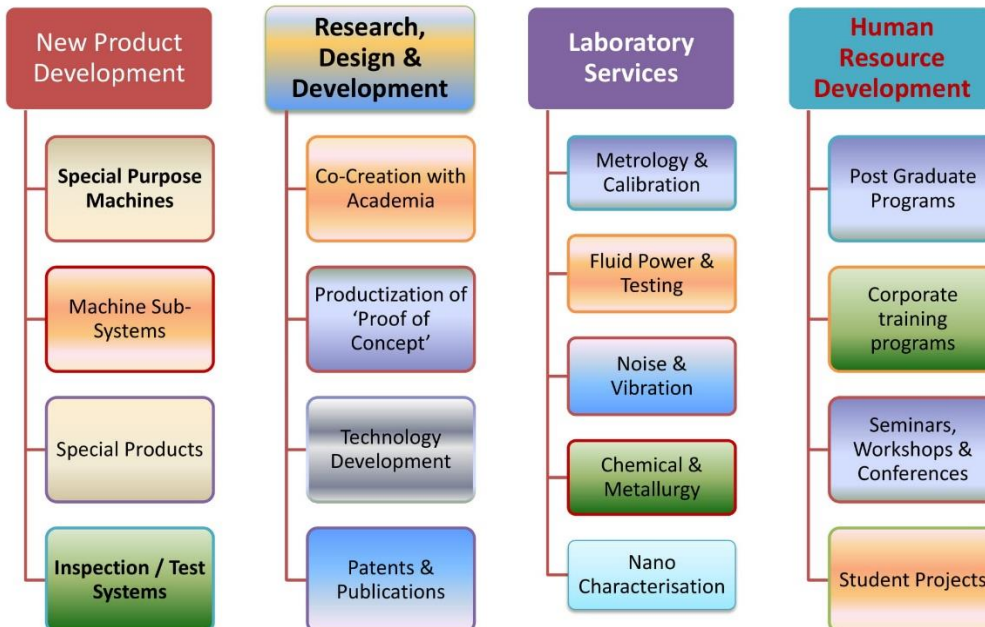 New Product
Development
Special Purpose
Machines
Machine Sub-
Systems
Special Products
Inspection / Test
Systems
Research,
Design &
Development
Co-Creation with
Academia
Productization of
‘Proof of
Concept’
Technology
Development
Patents &
Publications
Laboratory
Services
Metrology &
Calibration
Fluid Power &
Testing
Noise &
Vibration
Chemical &
Metallurgy
Nano
Characterisation
Human
Resource
Development
Post Graduate
Programs
Corporate
training
programs
Seminars,
Workshops &
Conferences
Student Projects